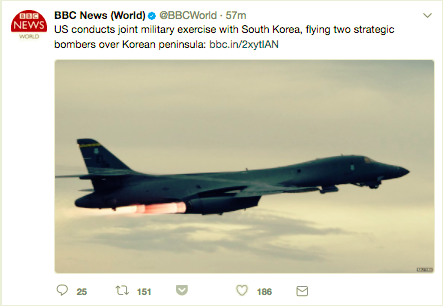 BBC NEWS WORLD
BBC News (World) @BBCWorld · 57m
US conducts joint military exercise with South Korea, flying two strategic
bombers over Korean peninsula: bbc.in/2xytIAN
25 151 166